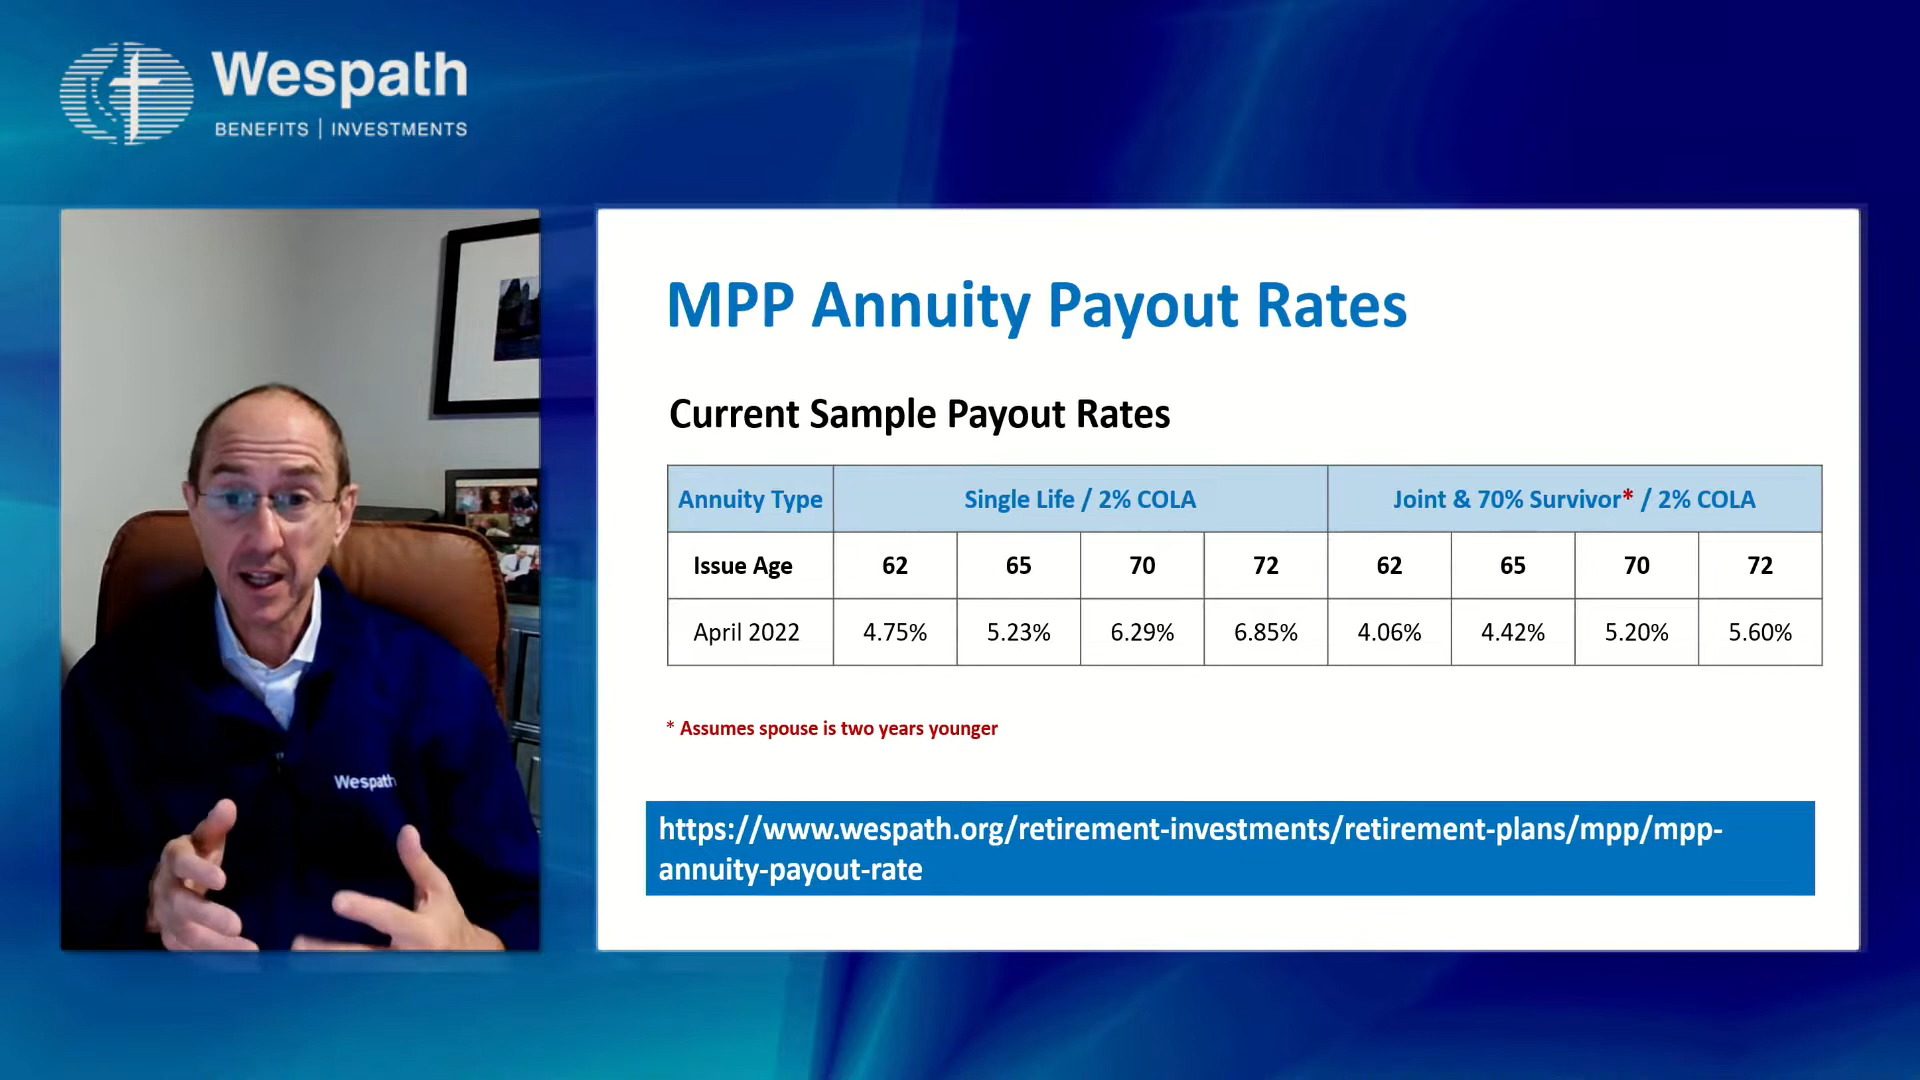 Wespath
BENEFITS | INVESTMENTS
MPP Annuity Payout Rates
Current Sample Payout Rates
Annuity Type Single Life / 2% COLA Joint & 70% Survivor* / 2% COLA
Issue Age 62 65 70 72 62 65 70 72
April 2022 4.75% 5.23% 6.29% 6.85% 4.06% 4.42% 5.20% 5.60%
* Assumes spouse is two years younger
Wespath
https://www.wespath.org/retirement-investments/retirement-plans/mpp/mpp-
annuity-payout-rate